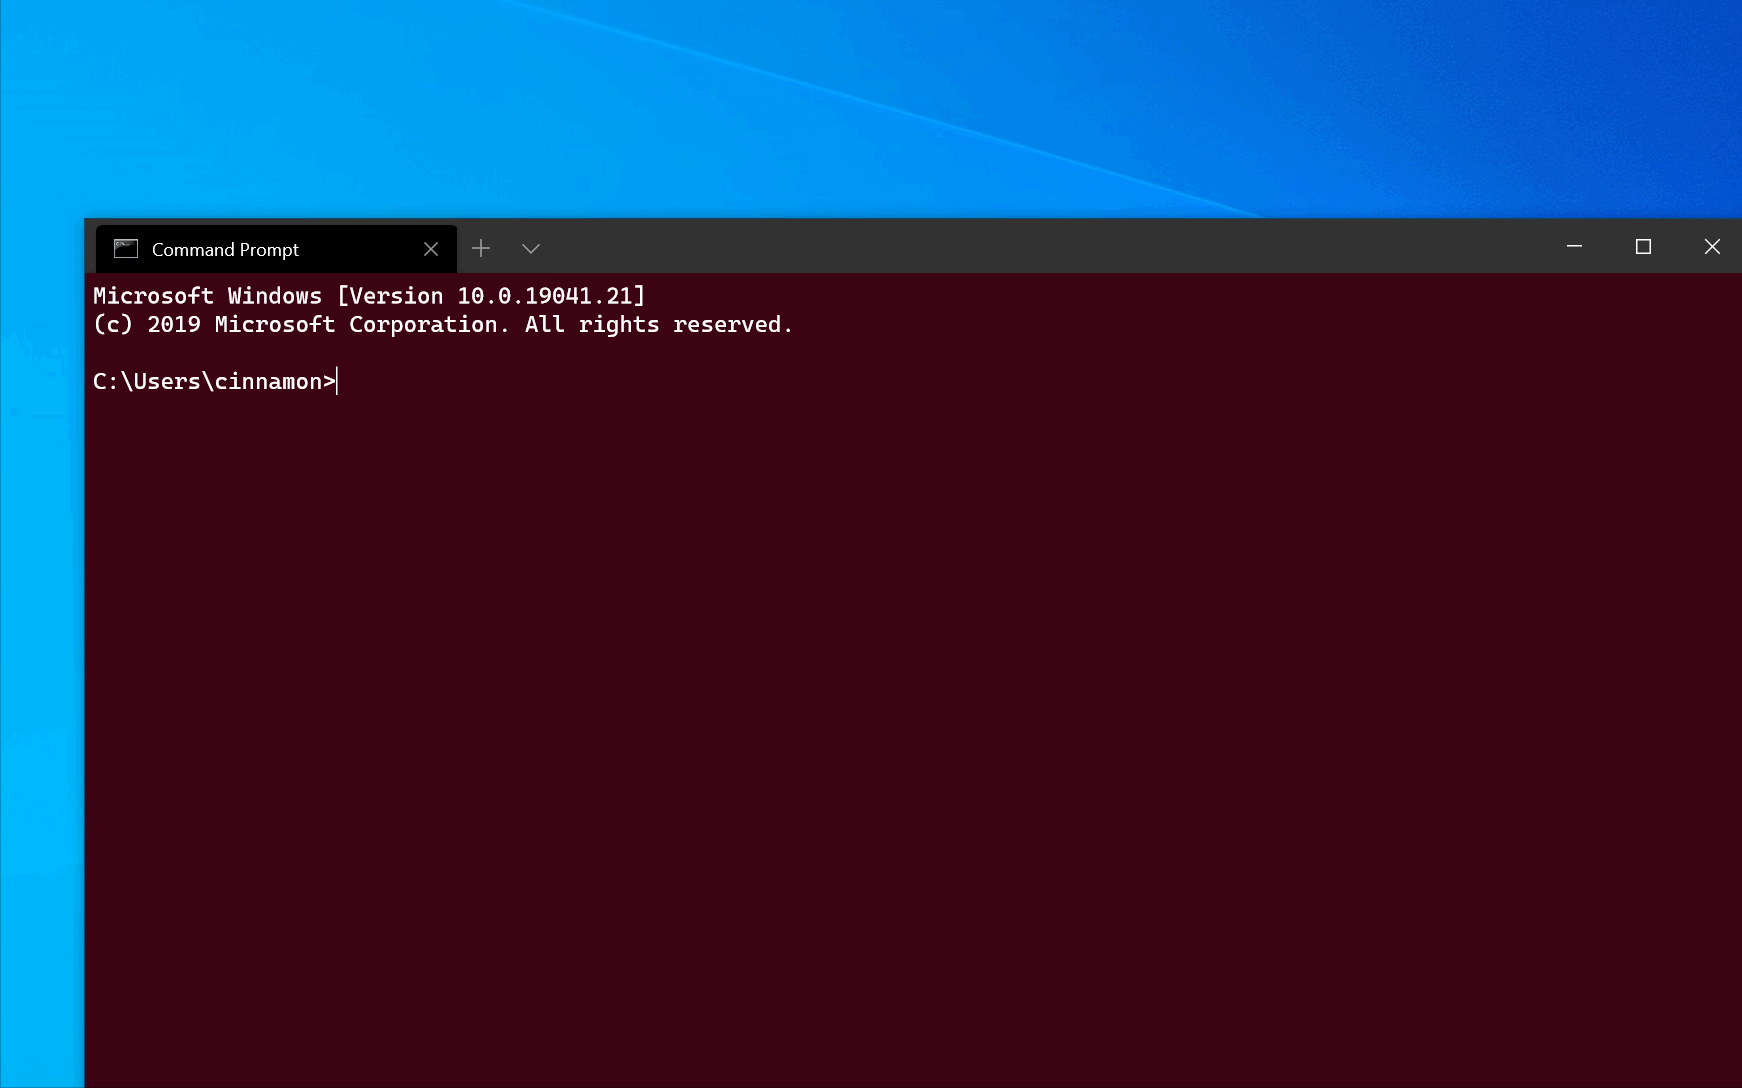 Command Prompt
Microsoft Windows [Version 10.0.19041.21]
(c) 2019 Microsoft Corporation. All rights reserved.
C:\Users\cinnamon>